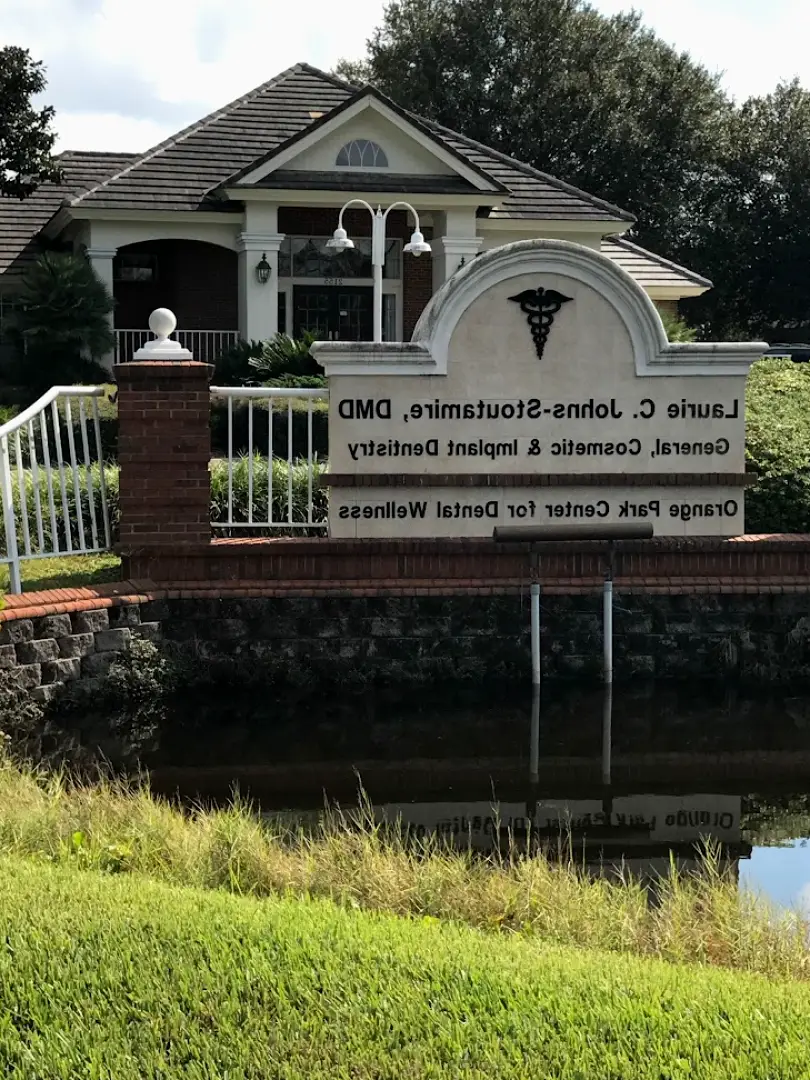 Laurie C. Johns-Stoutamire, DMD
General, Cosmetic & Implant Dentistry
Orange Park Center for Dental Wellness